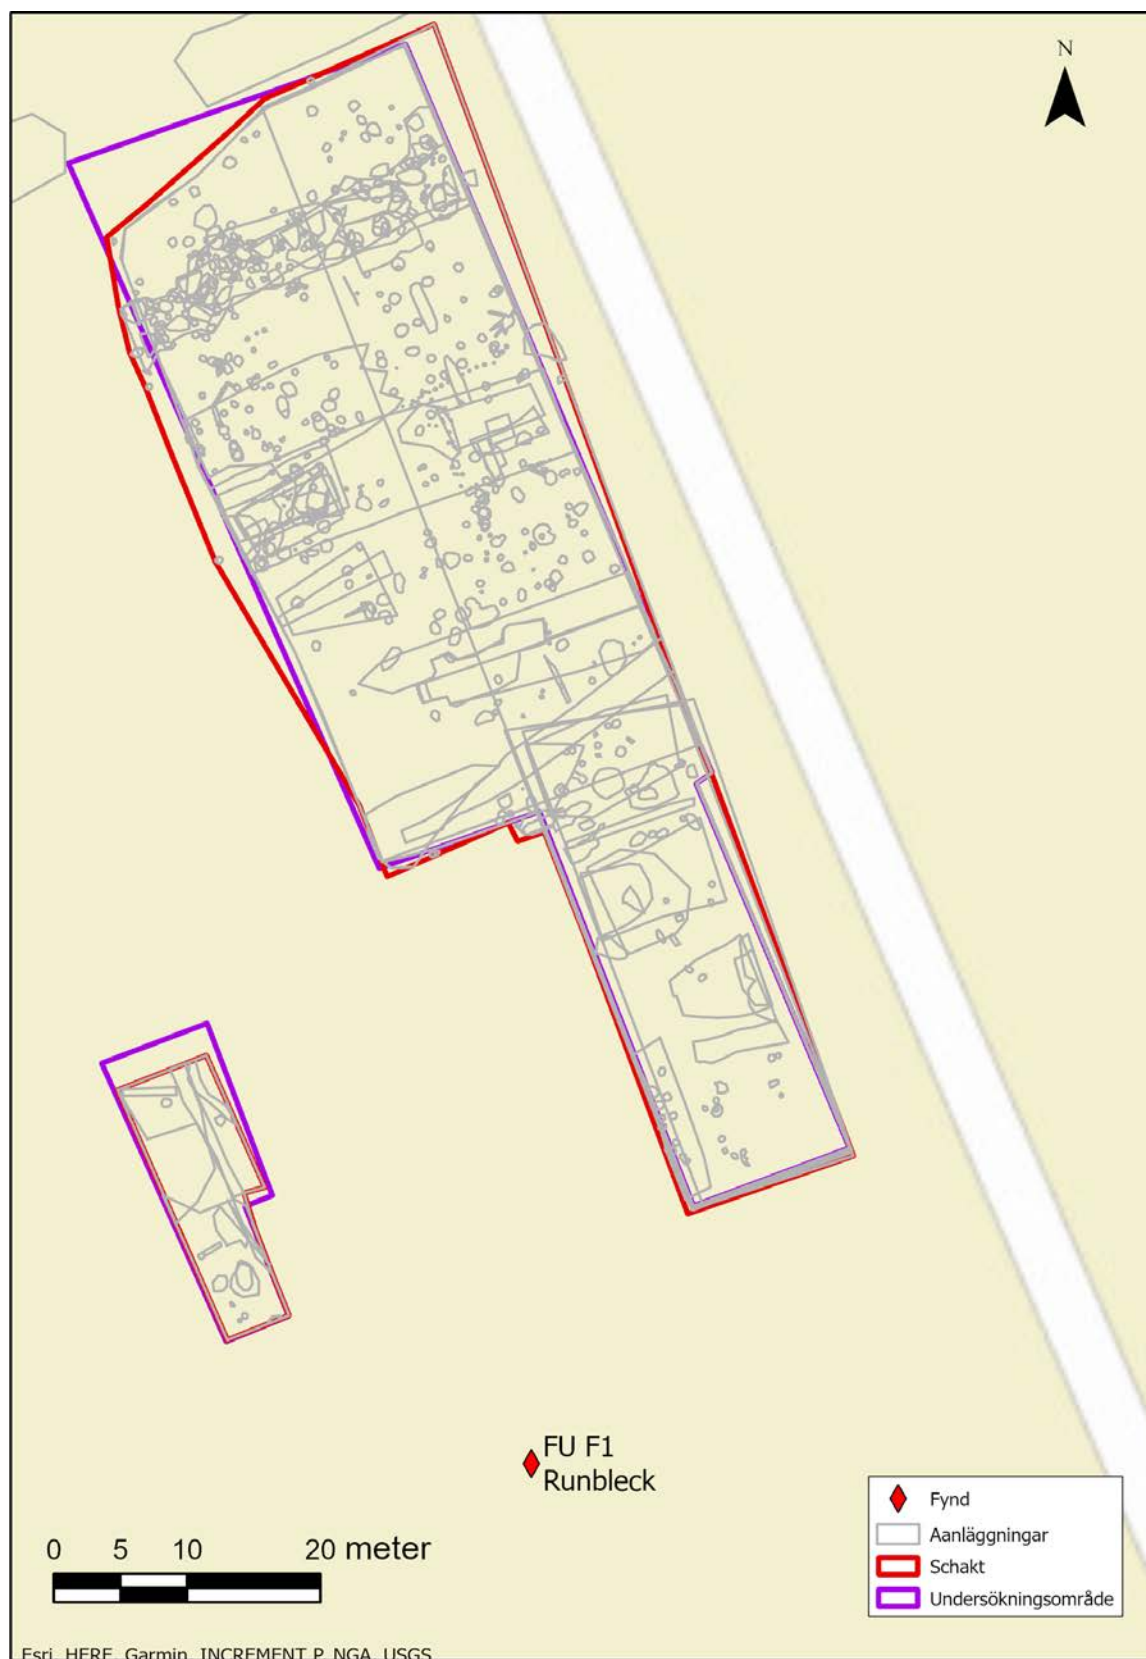 N
FU F1
Runbleck
Fynd
Aanläggningar
Schakt
Undersökningsområde
0 5 10 20 meter
Esri, HERE, Garmin, INCREMENT P, NGA, USGS